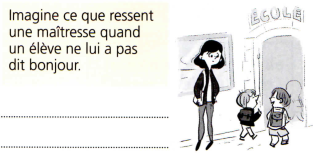 Imagine ce que ressent
une maîtresse quand
un élève ne lui a pas
dit bonjour.
ÉCOLE